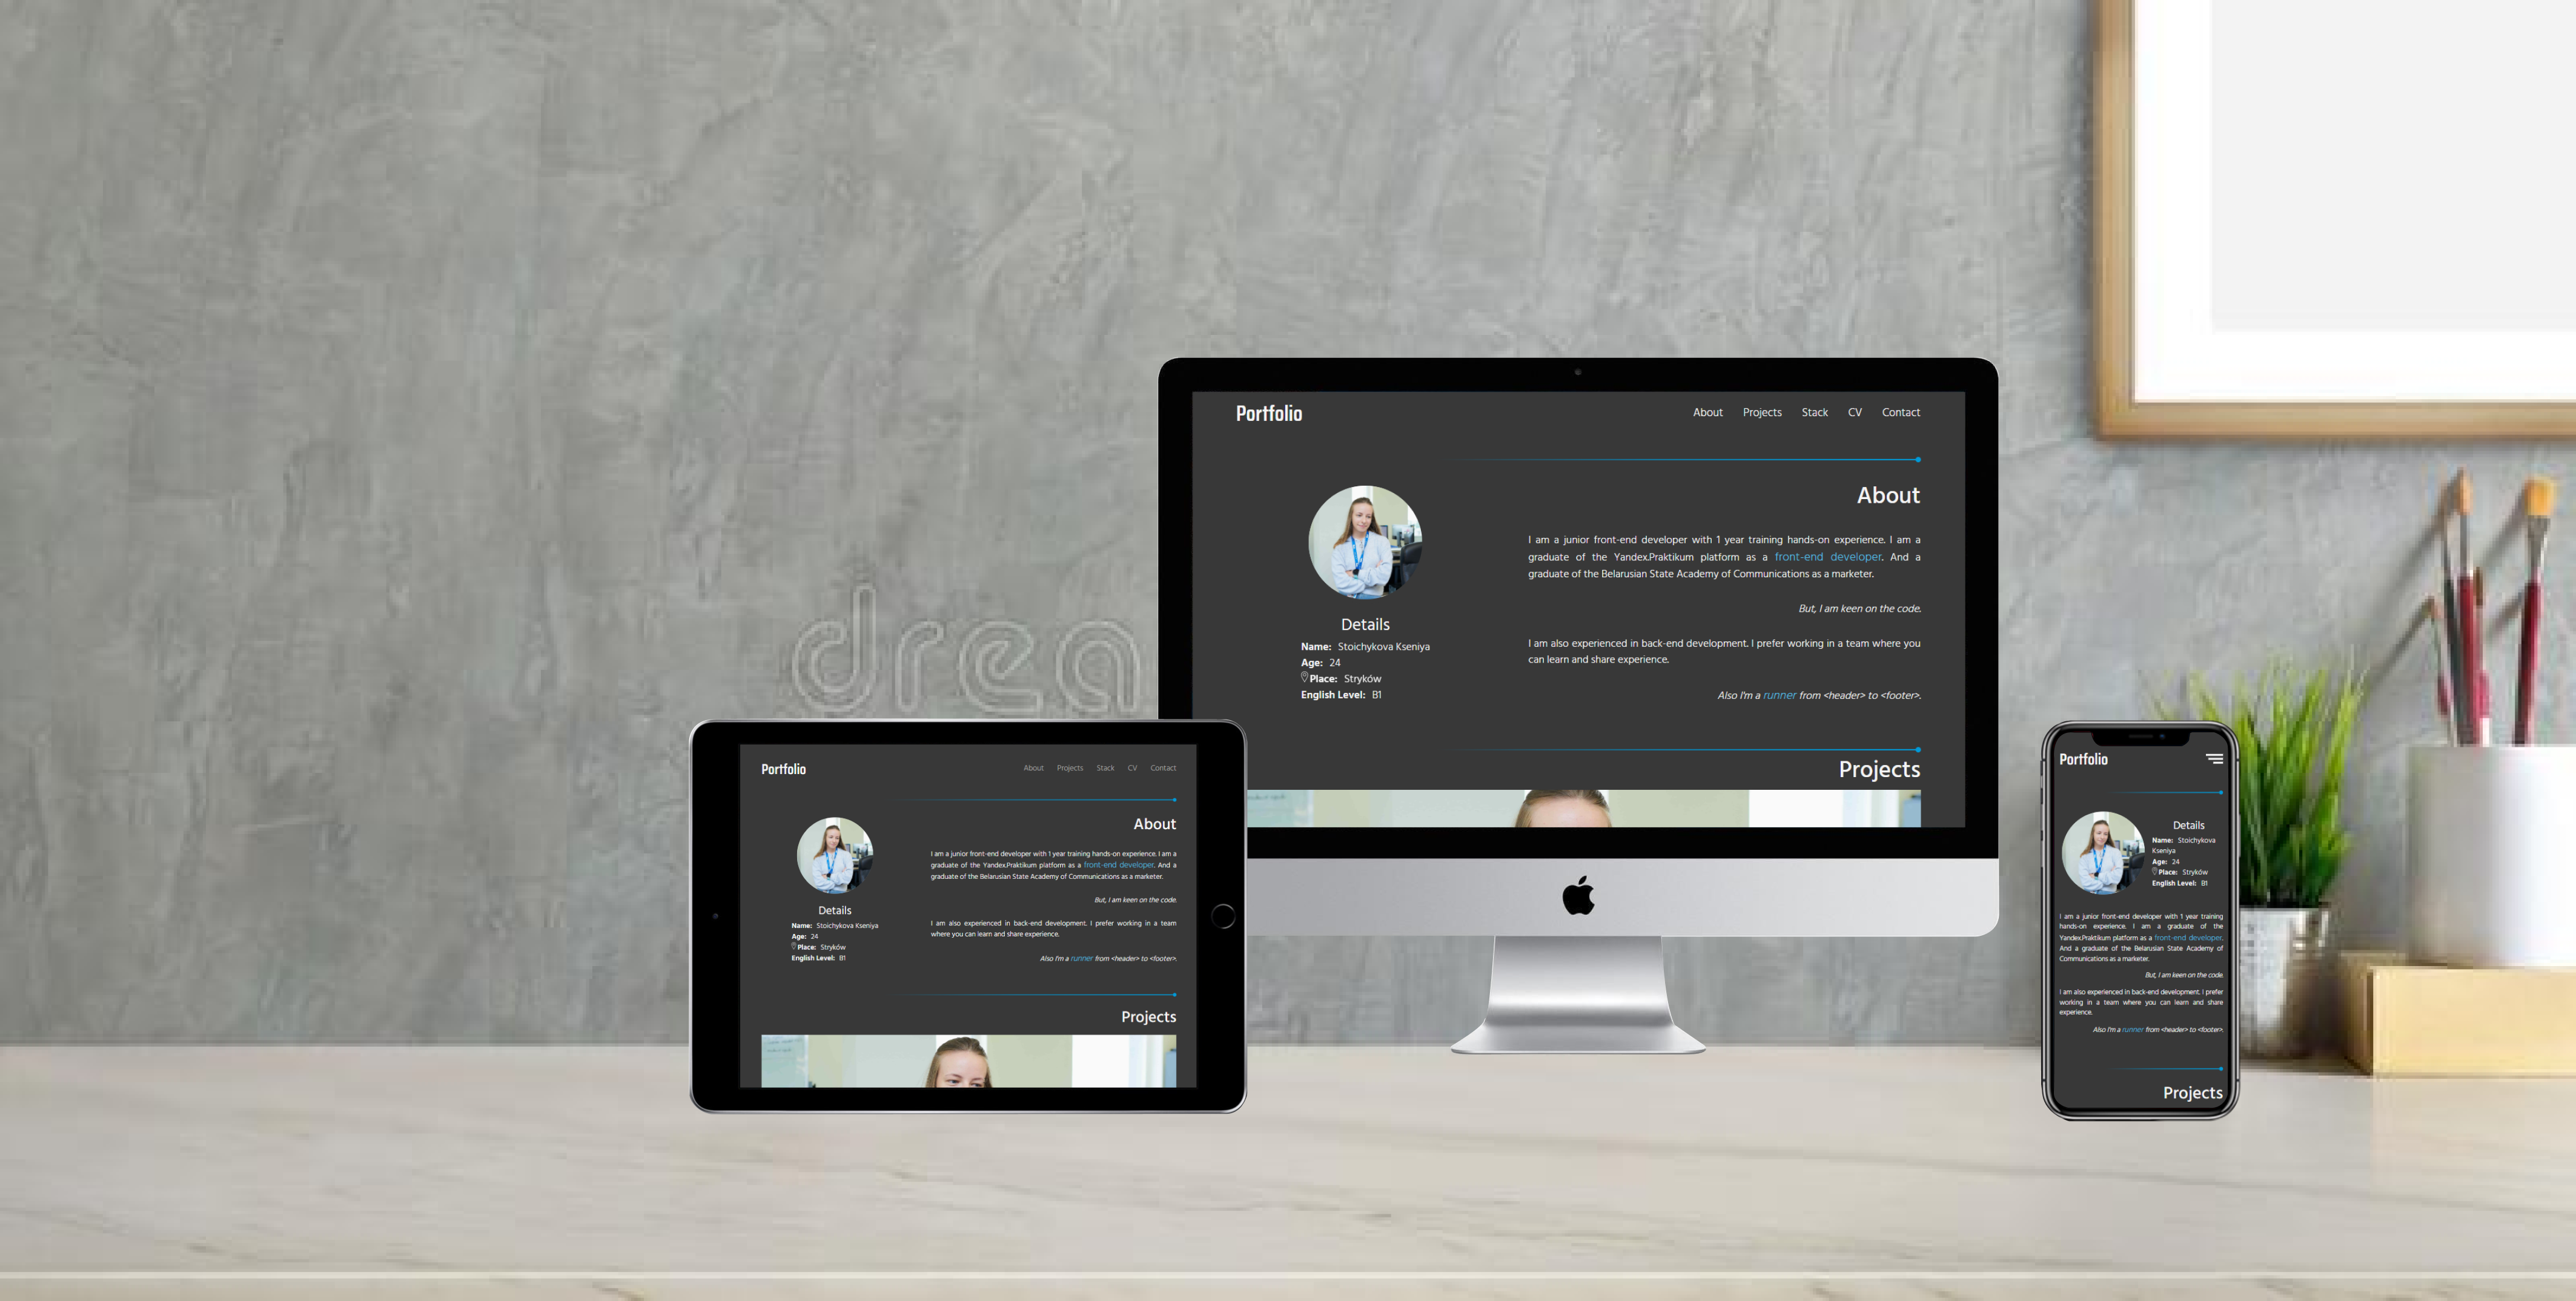 drea
Portfolio
About Projects Stack CV Contact
About
I am a junior front-end developer with 1 year training hands-on experience. I am a
graduate of the Yandex.Praktikum platform as a front-end developer. And a
graduate of the Belarusian State Academy of Communications as a marketer.
But, I am keen on the code.
I am also experienced in back-end development. I prefer working in a team where you
can learn and share experience.
Also I'm a runner from <header> to <footer>.
Details
Name: Stoichykova Kseniya
Age: 24
Place: Stryków
English Level: B1
Projects
Portfolio
About Projects Stack CV Contact
About
I am a junior front-end developer with 1 year training hands-on experience. I am a
graduate of the Yandex.Praktikum platform as a front-end developer. And a
graduate of the Belarusian State Academy of Communications as a marketer.
But, I am keen on the code.
I am also experienced in back-end development. I prefer working in a team
where you can learn and share experience.
Also I'm a runner from <header> to <footer>.
Details
Name: Stoichykova Kseniya
Age: 24
Place: Stryków
English Level: B1
Projects
Portfolio
Details
Name: Stoichykova
Kseniya
Age: 24
Place: Stryków
English Level: B1
I am a junior front-end developer with 1 year training
hands-on experience. I am a graduate of the
Yandex.Praktikum platform as a front-end developer.
And a graduate of the Belarusian State Academy of
Communications as a marketer.
But, I am keen on the code.
I am also experienced in back-end development. I prefer
working in a team where you can learn and share
experience.
Also I'm a runner from <header> to <footer>.
Projects